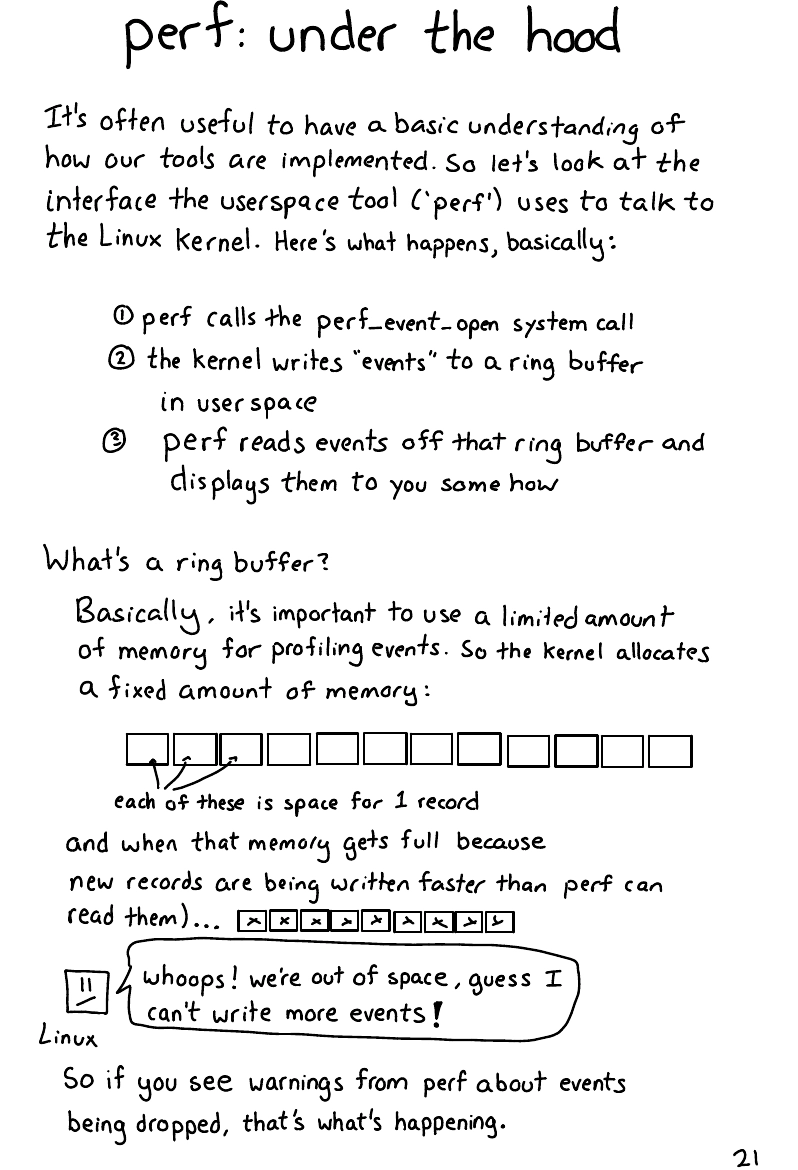 perf: under the hood
It's often useful to have a basic understanding of
how our tools are implemented. So let's look at the
interface the userspace tool ('perf') uses to talk to
the Linux kernel. Here's what happens, basically:
① perf calls the perf_event_open system call
② the kernel writes "events" to a ring buffer
in userspace
③ perf reads events off that ring buffer and
displays them to you somehow
What's a ring buffer?
Basically, it's important to use a limited amount
of memory for profiling events. So the kernel allocates
a fixed amount of memory:
each of these is space for 1 record
and when that memory gets full because
new records are being written faster than perf can
read them)...
whoops! we're out of space, guess I
can't write more events!
Linux
So if you see warnings from perf about events
being dropped, that's what's happening.
21